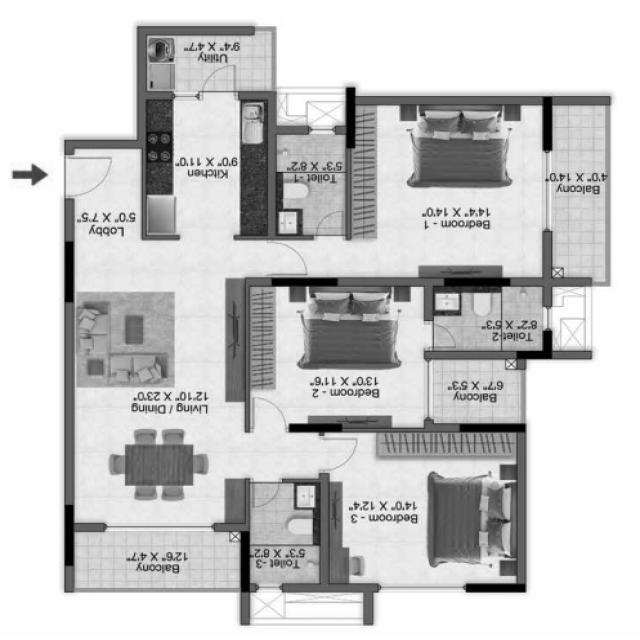 Utility
9'4" X 4'7"
Kitchen
9'0" X 11'0"
Toilet - 1
5'3" X 8'2"
Bedroom - 1
14'4" X 14'0"
Balcony
4'0" X 14'0"
Lobby
5'0" X 7'5"
Toilet-2
8'2" X 5'3"
Bedroom - 2
13'0" X 11'6"
Balcony
6'7" X 5'3"
Living / Dining
12'10" X 23'0"
Bedroom - 3
14'0" X 12'4"
Toilet -3
5'3" X 8'2"
Balcony
12'6" X 4'7"